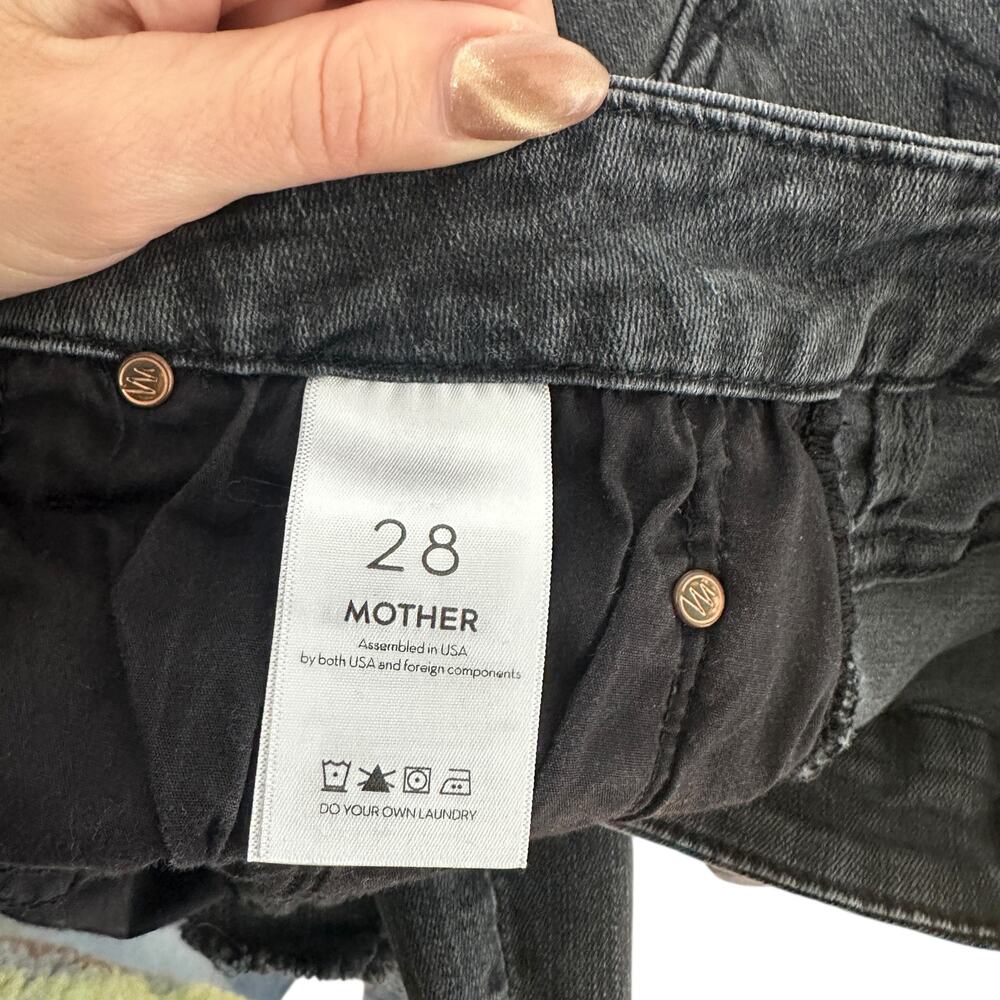 28
MOTHER
Assembled in USA
by both USA and foreign components
DO YOUR OWN LAUNDRY